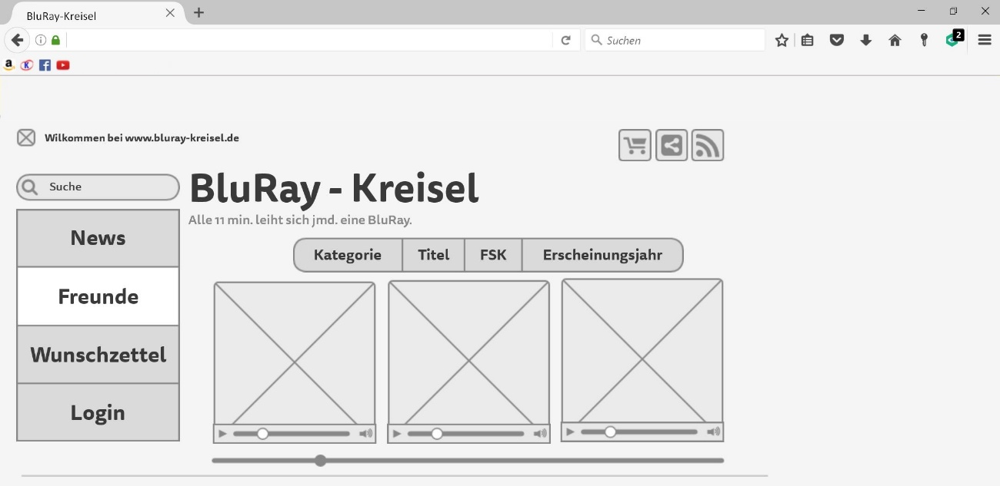 BluRay-Kreisel
Suchen
2
Wilkommen bei www.bluray-kreisel.de
Suche
BluRay - Kreisel
Alle 11 min. leiht sich jmd. eine BluRay.
Kategorie Titel FSK Erscheinungsjahr
News
Freunde
Wunschzettel
Login